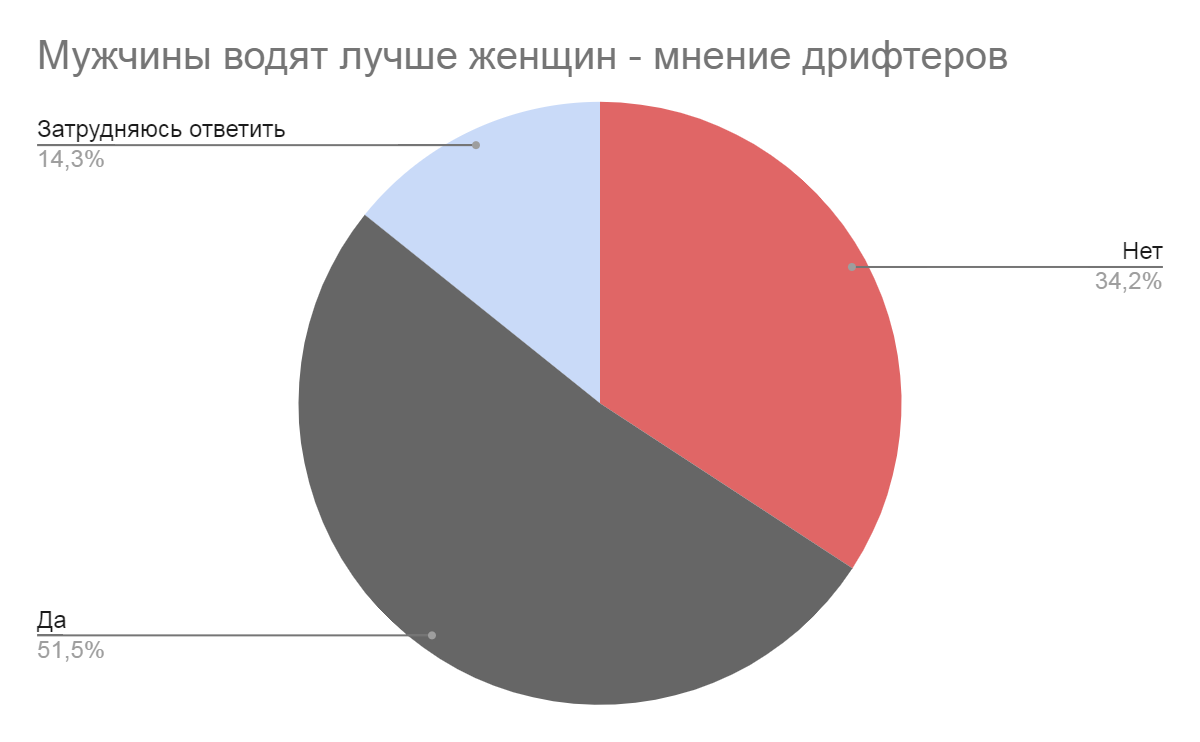 Мужчины водят лучше женщин - мнение дрифтеров
Затрудняюсь ответить
14,3%
Нет
34,2%
Да
51,5%